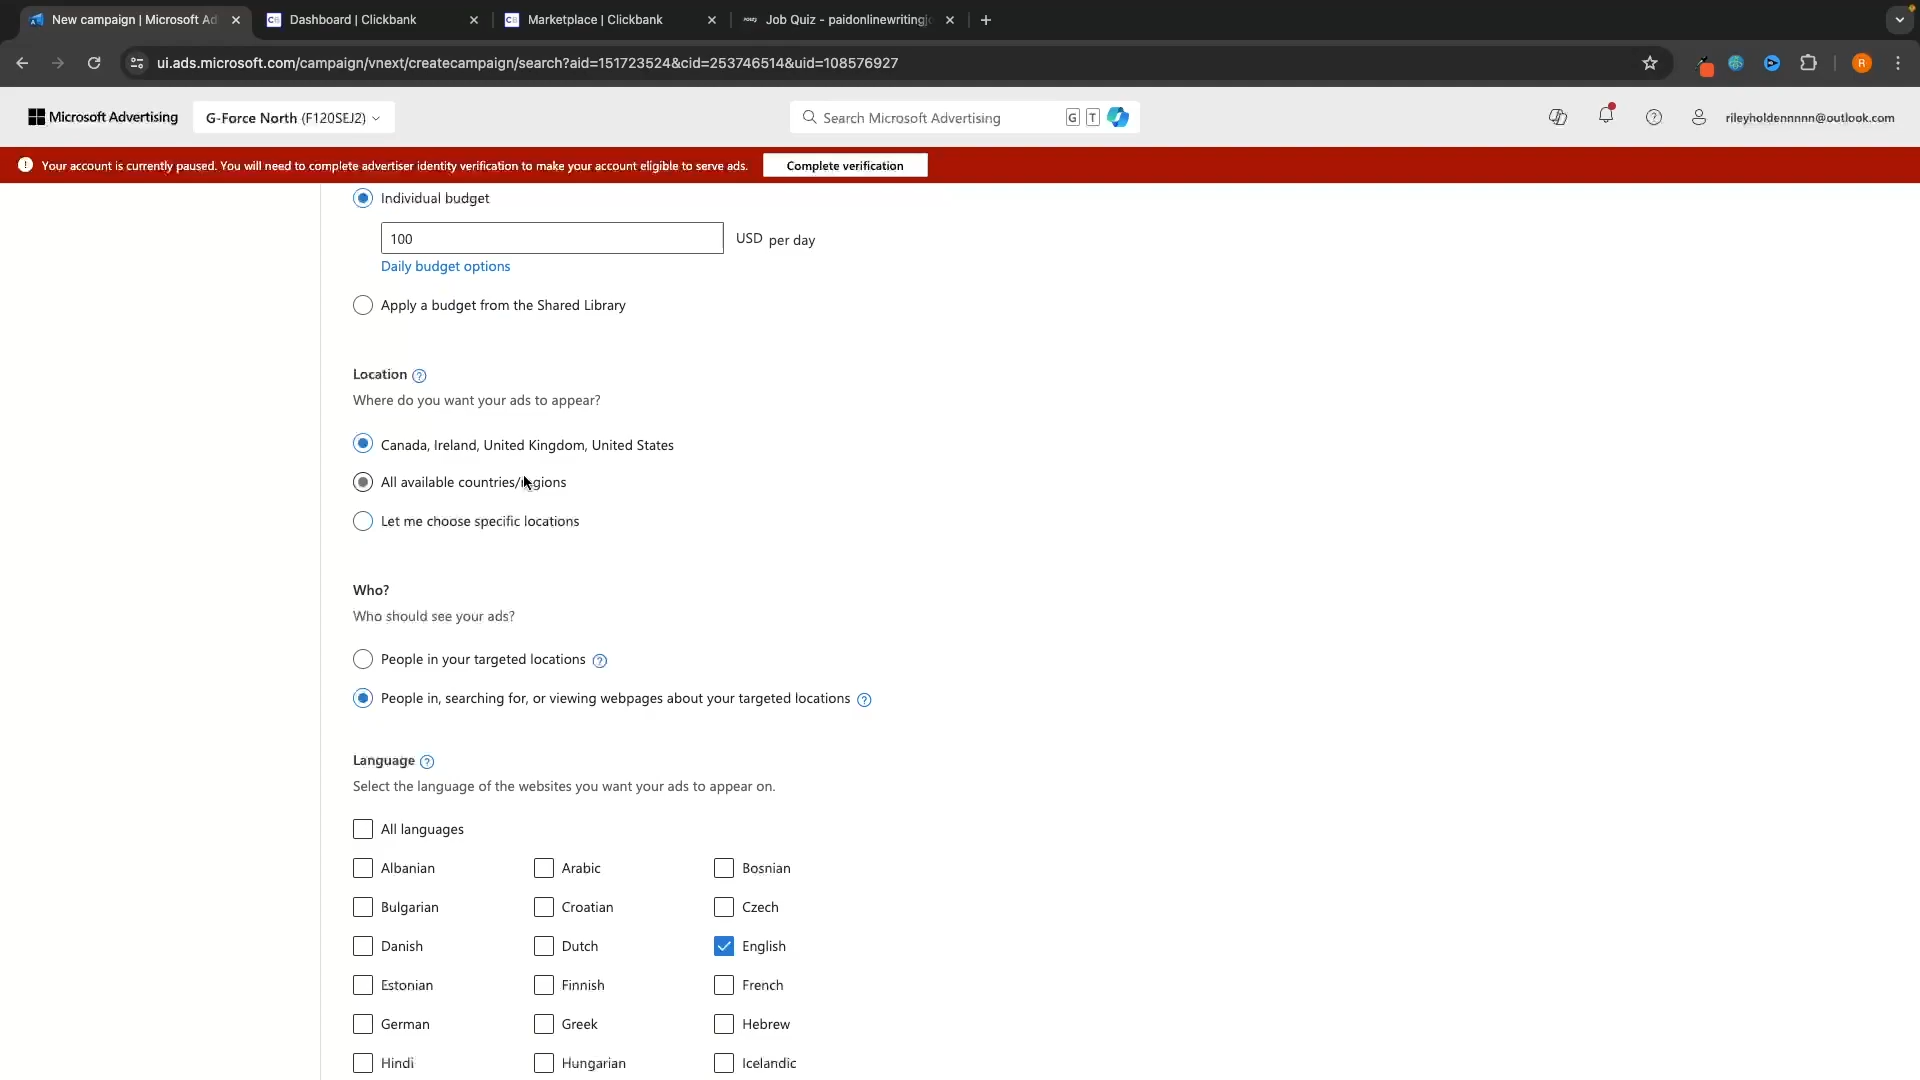 New campaign | Microsoft Ad
Dashboard | Clickbank
Marketplace | Clickbank
Job Quiz - paidonlinewritingjo
ui.ads.microsoft.com/campaign/vnext/createcampaign/search?aid=151723524&cid=253746514&uid=108576927
R
Microsoft Advertising
G-Force North (F120SEJ2)
Search Microsoft Advertising
G T
rileyholdennnnn@outlook.com
Your account is currently paused. You will need to complete advertiser identity verification to make your account eligible to serve ads.
Complete verification
Individual budget
100
USD per day
Daily budget options
Apply a budget from the Shared Library
Location
Where do you want your ads to appear?
Canada, Ireland, United Kingdom, United States
All available countries/regions
Let me choose specific locations
Who?
Who should see your ads?
People in your targeted locations
People in, searching for, or viewing webpages about your targeted locations
Language
Select the language of the websites you want your ads to appear on.
All languages
Albanian Arabic Bosnian
Bulgarian Croatian Czech
Danish Dutch English
Estonian Finnish French
German Greek Hebrew
Hindi Hungarian Icelandic